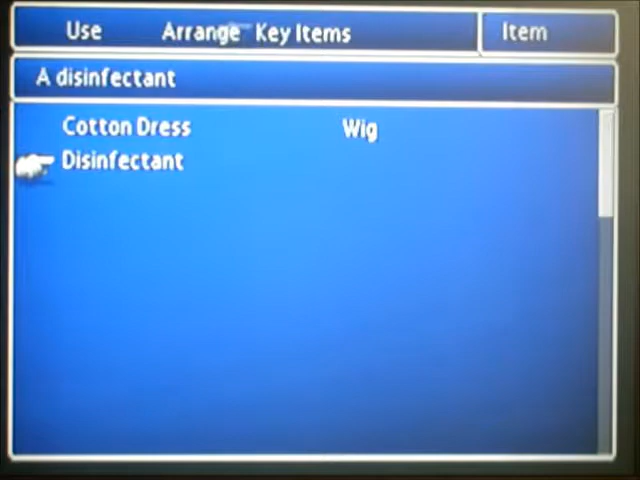 Use Arrange Key Items Item
A disinfectant
Cotton Dress Wig
Disinfectant